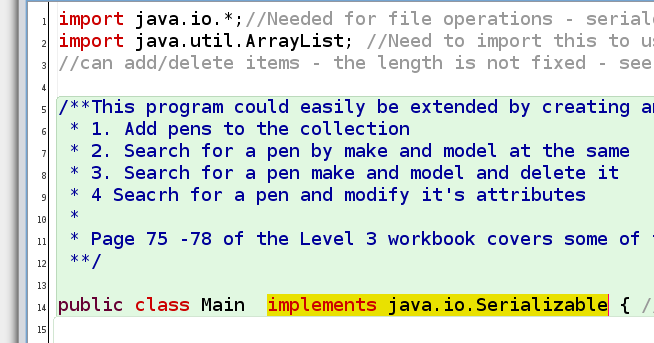 1 import java.io.*;//Needed for file operations - serial
2 import java.util.ArrayList; //Need to import this to u
3 //can add/delete items - the length is not fixed - see
4
5 /**This program could easily be extended by creating a
6 * 1. Add pens to the collection
7 * 2. Search for a pen by make and model at the same
8 * 3. Search for a pen make and model and delete it
9 * 4 Seacrh for a pen and modify it's attributes
10 *
11 * Page 75 -78 of the Level 3 workbook covers some of
12 **/
13
14 public class Main  implements java.io.Serializable { //
15